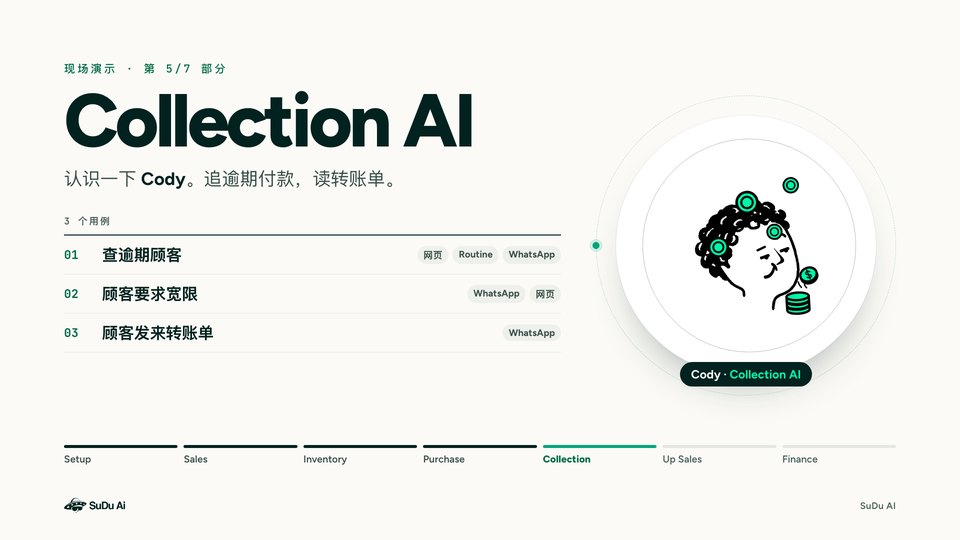 现场演示 · 第 5/7 部分
Collection AI
认识一下 Cody。追逾期付款，读转账单。
3 个用例
01 查逾期顾客 网页 Routine WhatsApp
02 顾客要求宽限 WhatsApp 网页
03 顾客发来转账单 WhatsApp
$
Cody · Collection AI
Setup Sales Inventory Purchase Collection Up Sales Finance
SuDu Ai SuDu AI